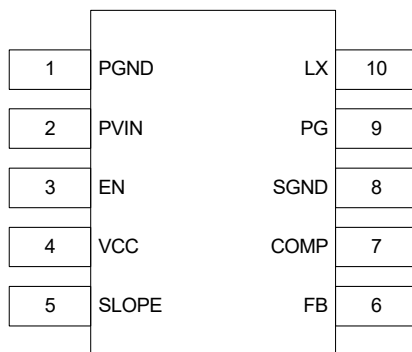 1 PGND LX 10
2 PVIN PG 9
3 EN SGND 8
4 VCC COMP 7
5 SLOPE FB 6